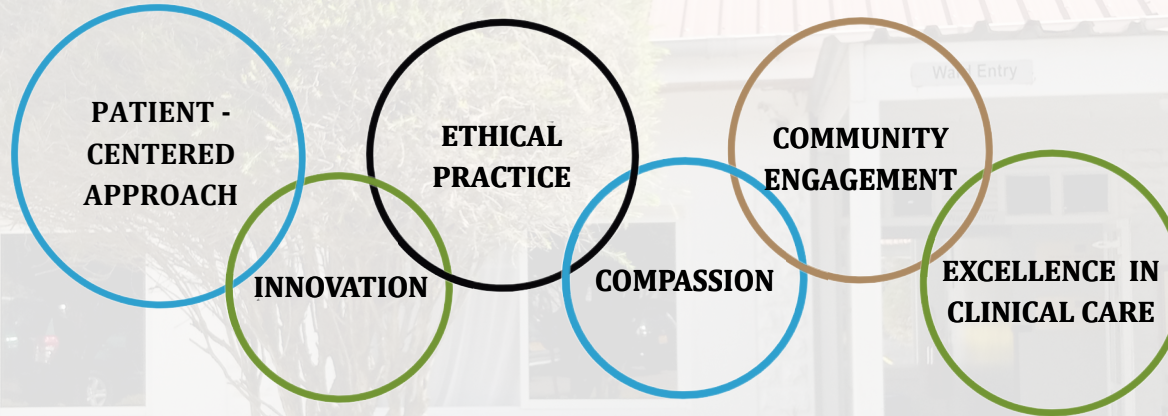 PATIENT -
CENTERED
APPROACH
INNOVATION
ETHICAL
PRACTICE
COMPASSION
COMMUNITY
ENGAGEMENT
EXCELLENCE IN
CLINICAL CARE
Ward Entry